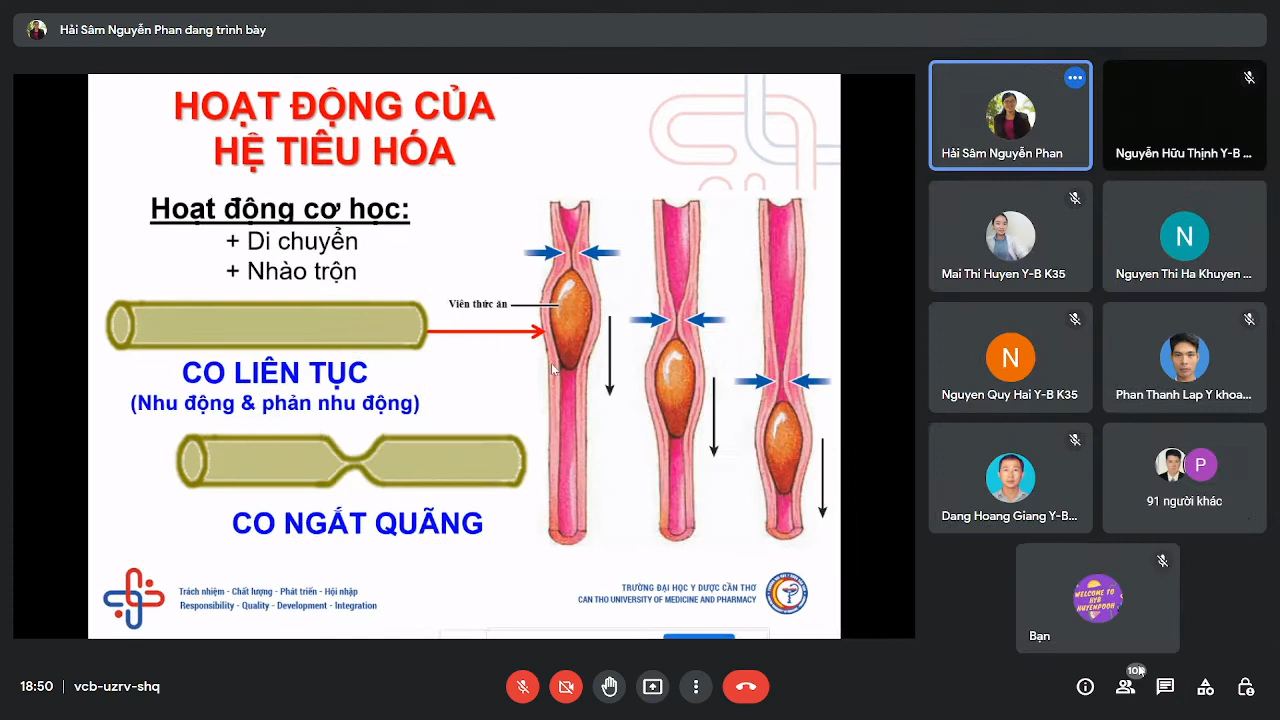 Hải Sâm Nguyễn Phan đang trình bày
HOẠT ĐỘNG CỦA
HỆ TIÊU HÓA
Hoạt động cơ học:
+ Di chuyển
+ Nhào trộn
Viên thức ăn
CO LIÊN TỤC
(Nhu động & phản nhu động)
CO NGẮT QUÃNG
Trách nhiệm - Chất lượng - Phát triển - Hội nhập
Responsibility - Quality - Development - Integration
TRƯỜNG ĐẠI HỌC Y DƯỢC CẦN THƠ
CAN THO UNIVERSITY OF MEDICINE AND PHARMACY
Hải Sâm Nguyễn Phan
Nguyễn Hữu Thịnh Y-B ...
Mai Thi Huyen Y-B K35
N
Nguyen Thi Ha Khuyen ...
N
Nguyen Quy Hai Y-B K35
Phan Thanh Lap Y khoa...
Dang Hoang Giang Y-B...
P
91 người khác
WELCOME TO
BYB
HUYENPOOH
Bạn
18:50 | vcb-uzrv-shq